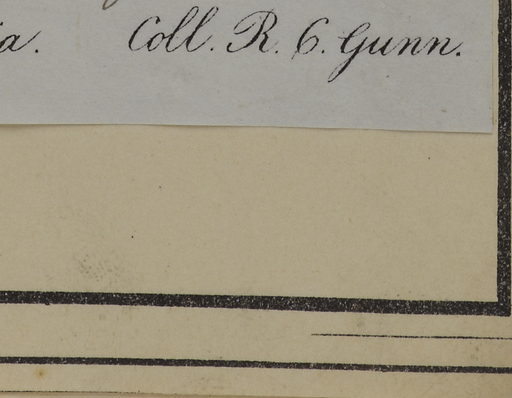 a. Coll. R. C. Gunn.